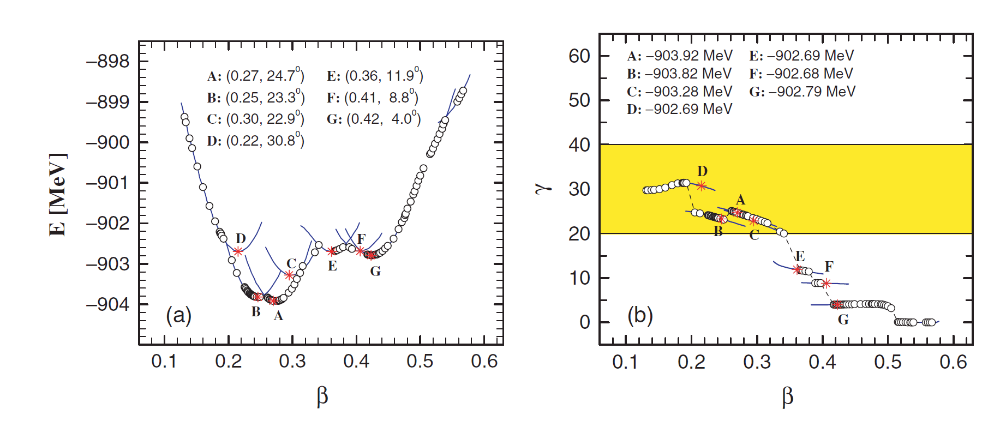 −898
−899
−900
−901
−902
−903
−904
E [MeV]
A: (0.27, 24.7⁰) E: (0.36, 11.9⁰)
B: (0.25, 23.3⁰) F: (0.41, 8.8⁰)
C: (0.30, 22.9⁰) G: (0.42, 4.0⁰)
D: (0.22, 30.8⁰)
D
C
F
E
G
B
A
(a)
0.1 0.2 0.3 0.4 0.5 0.6
β
60
50
40
30
20
10
0
γ
A: −903.92 MeV E: −902.69 MeV
B: −903.82 MeV F: −902.68 MeV
C: −903.28 MeV G: −902.79 MeV
D: −902.69 MeV
D
A
B
C
E
F
G
(b)
0.1 0.2 0.3 0.4 0.5 0.6
β